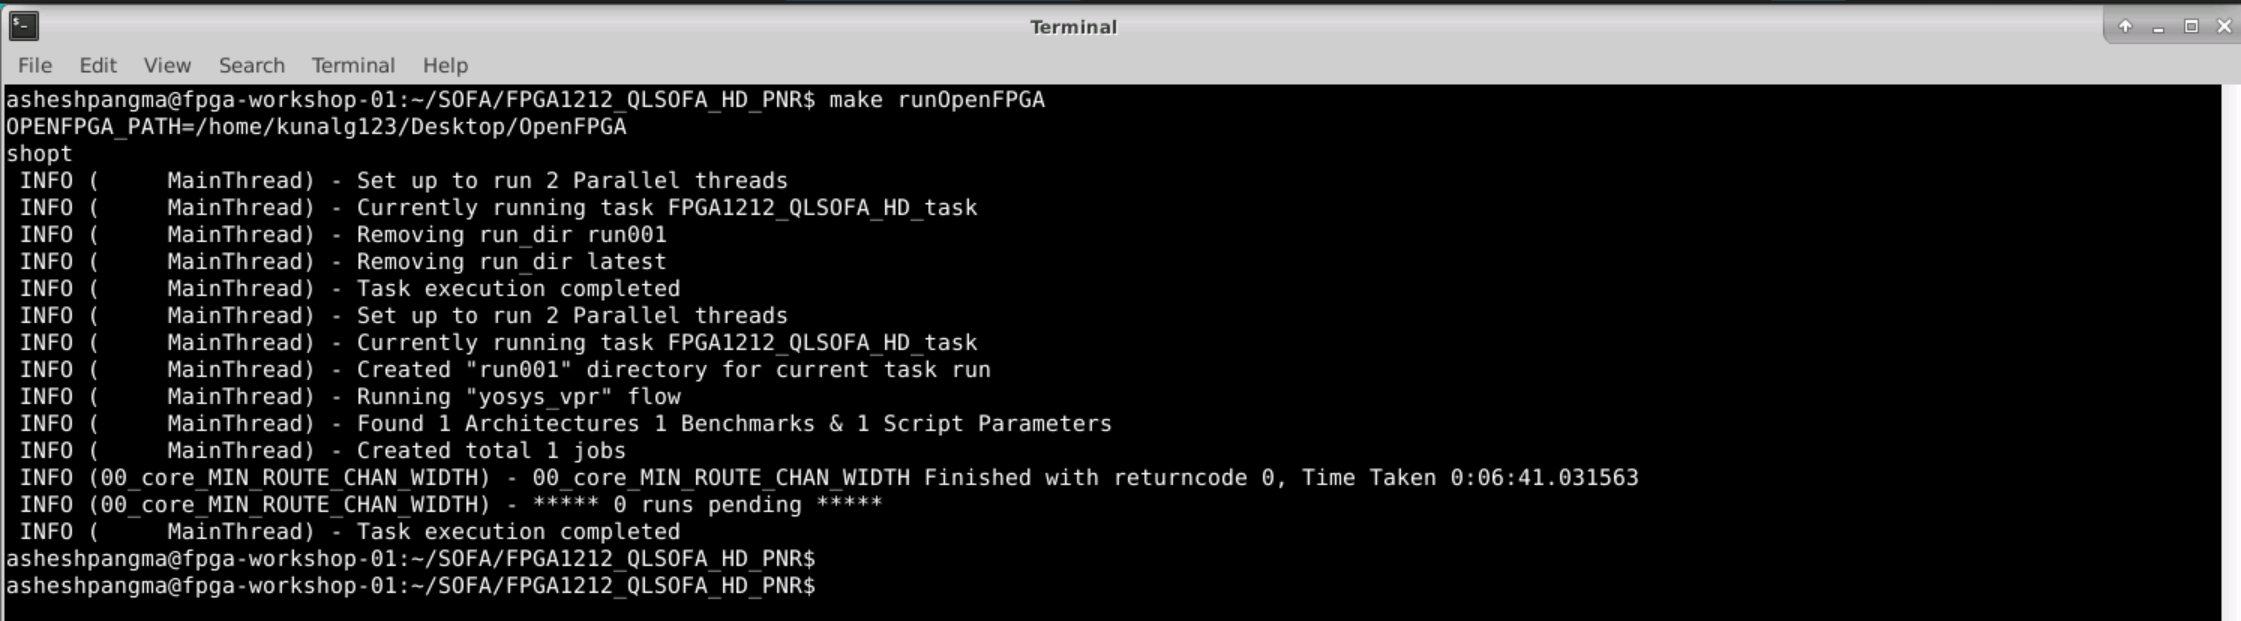 Terminal
File Edit View Search Terminal Help
asheshpangma@fpga-workshop-01:~/SOFA/FPGA1212_QLSOFA_HD_PNR$ make runOpenFPGA
OPENFPGA_PATH=/home/kunalg123/Desktop/OpenFPGA
shopt
INFO (     MainThread) - Set up to run 2 Parallel threads
INFO (     MainThread) - Currently running task FPGA1212_QLSOFA_HD_task
INFO (     MainThread) - Removing run_dir run001
INFO (     MainThread) - Removing run_dir latest
INFO (     MainThread) - Task execution completed
INFO (     MainThread) - Set up to run 2 Parallel threads
INFO (     MainThread) - Currently running task FPGA1212_QLSOFA_HD_task
INFO (     MainThread) - Created "run001" directory for current task run
INFO (     MainThread) - Running "yosys_vpr" flow
INFO (     MainThread) - Found 1 Architectures 1 Benchmarks & 1 Script Parameters
INFO (     MainThread) - Created total 1 jobs
INFO (00_core_MIN_ROUTE_CHAN_WIDTH) - 00_core_MIN_ROUTE_CHAN_WIDTH Finished with returncode 0, Time Taken 0:06:41.031563
INFO (00_core_MIN_ROUTE_CHAN_WIDTH) - ***** 0 runs pending *****
INFO (     MainThread) - Task execution completed
asheshpangma@fpga-workshop-01:~/SOFA/FPGA1212_QLSOFA_HD_PNR$
asheshpangma@fpga-workshop-01:~/SOFA/FPGA1212_QLSOFA_HD_PNR$